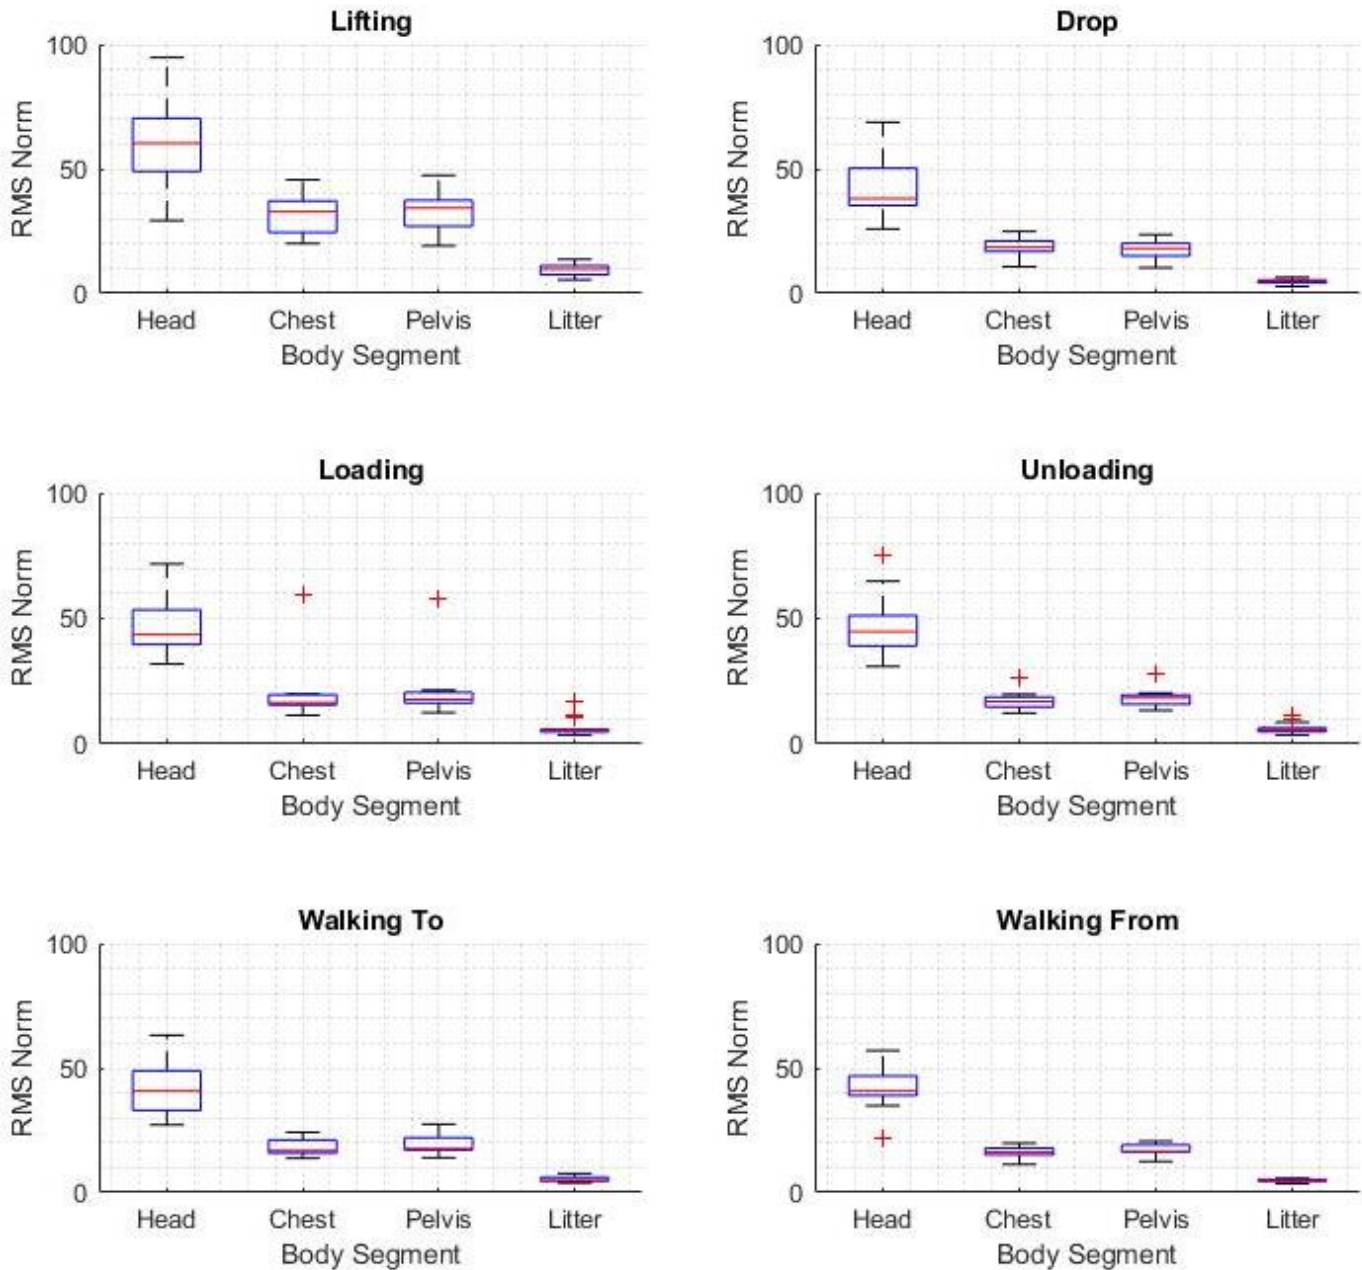 Lifting
100
50
0
RMS Norm
Head Chest Pelvis Litter
Body Segment
Drop
100
50
0
RMS Norm
Head Chest Pelvis Litter
Body Segment
Loading
100
50
0
RMS Norm
Head Chest Pelvis Litter
Body Segment
Unloading
100
50
0
RMS Norm
Head Chest Pelvis Litter
Body Segment
Walking To
100
50
0
RMS Norm
Head Chest Pelvis Litter
Body Segment
Walking From
100
50
0
RMS Norm
Head Chest Pelvis Litter
Body Segment